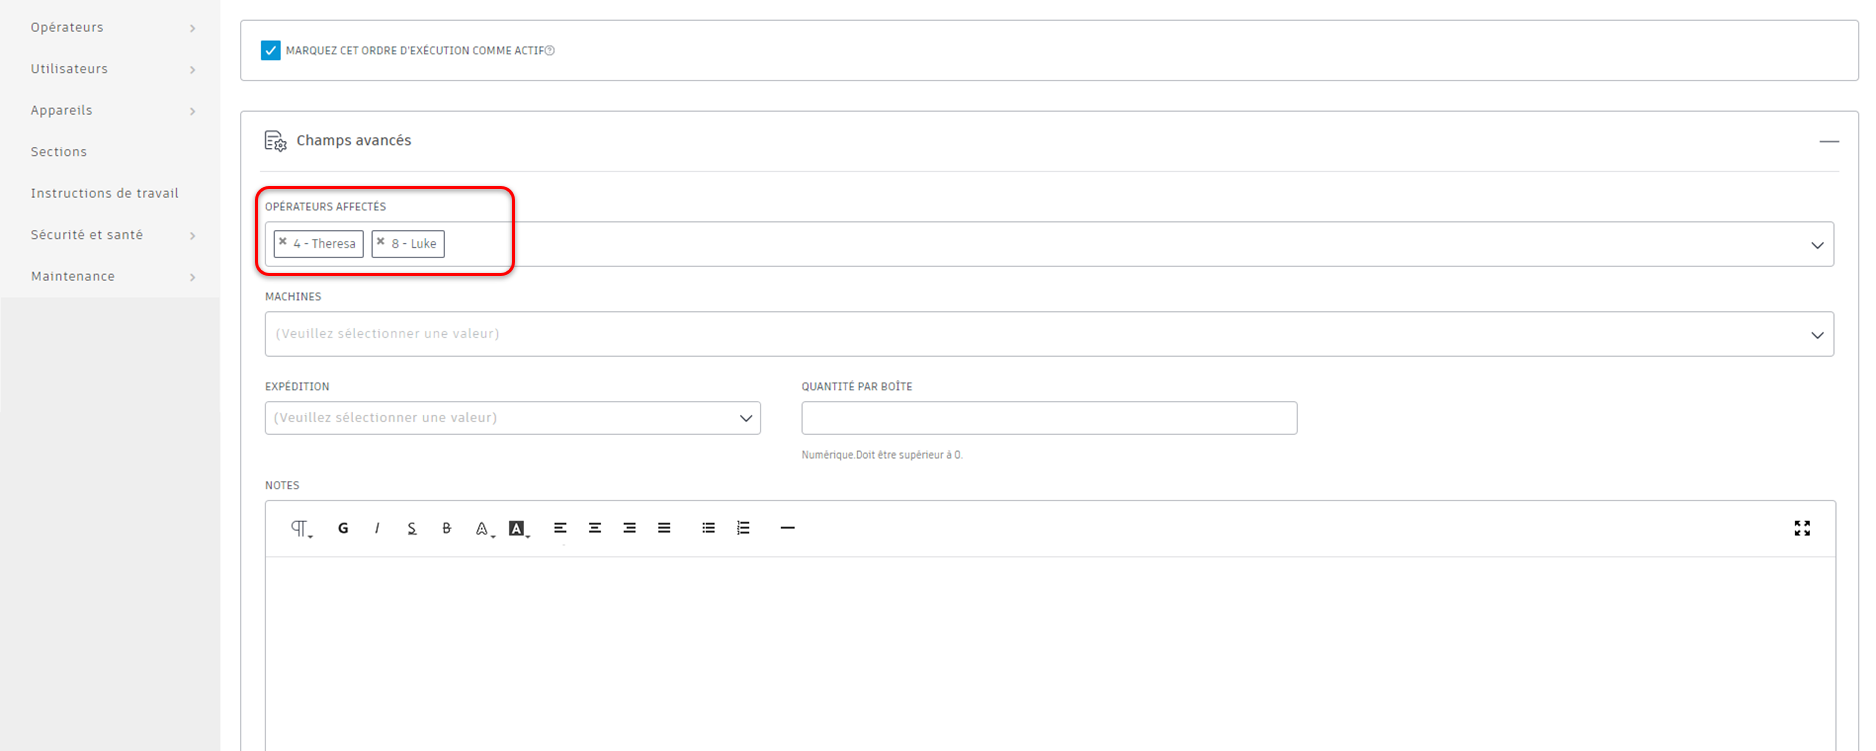 Opérateurs
Utilisateurs
Appareils
Sections
Instructions de travail
Sécurité et santé
Maintenance
MARQUEZ CET ORDRE D'EXÉCUTION COMME ACTIF
Champs avancés
OPÉRATEURS AFFECTÉS
× 4 - Theresa × 8 - Luke
MACHINES
(Veuillez sélectionner une valeur)
EXPÉDITION
(Veuillez sélectionner une valeur)
QUANTITÉ PAR BOÎTE
Numérique.Doit être supérieur à 0.
NOTES
G I S B A A